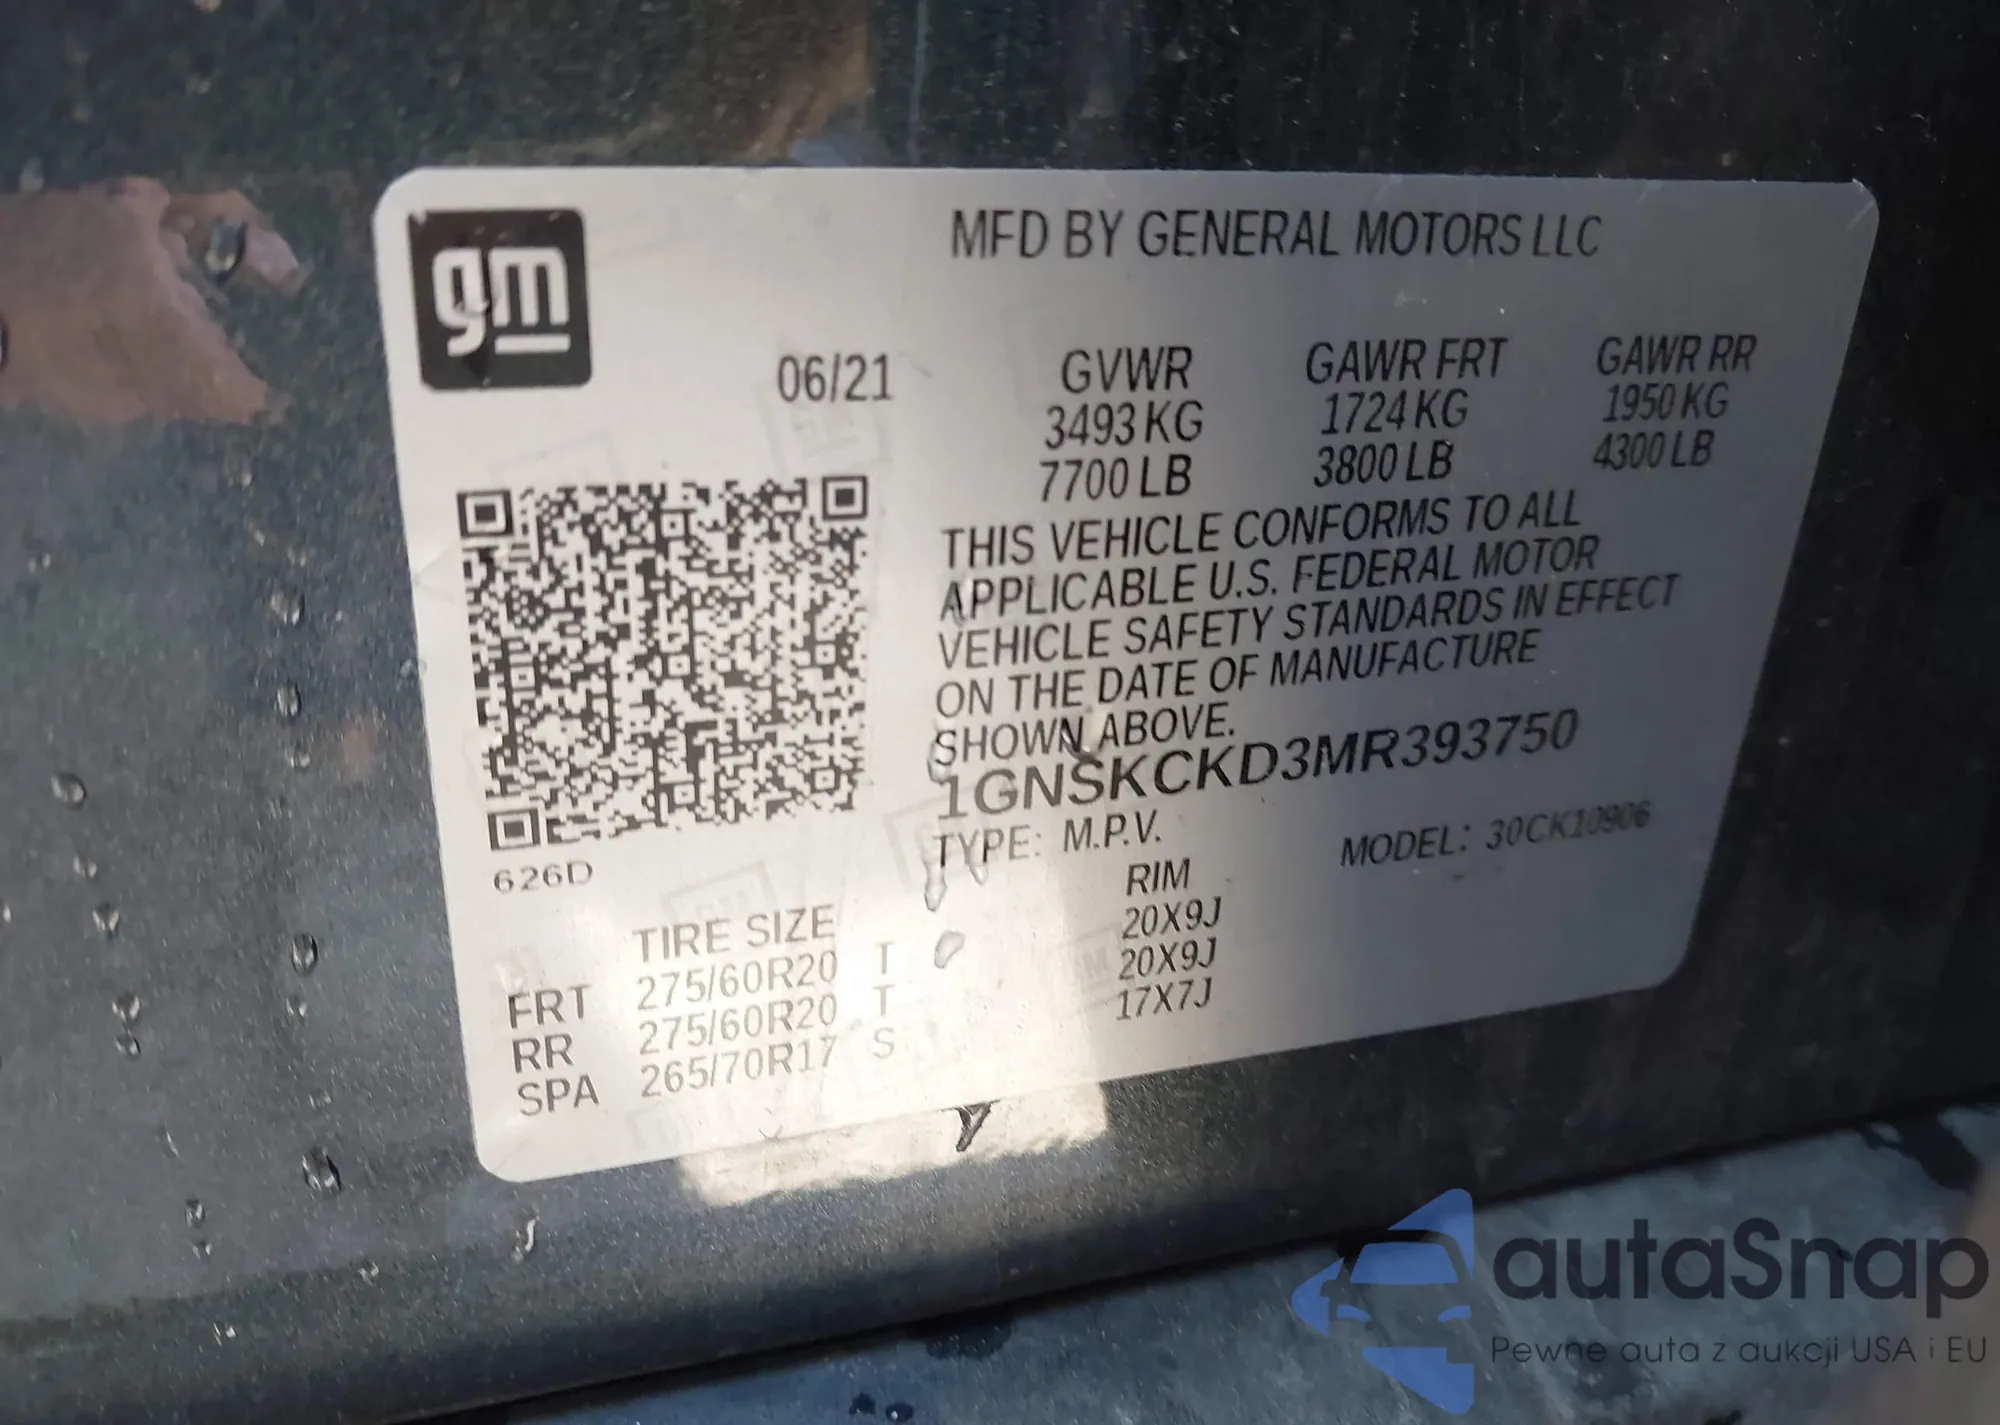 gm
MFD BY GENERAL MOTORS LLC
06/21
GVWR GAWR FRT GAWR RR
3493 KG 1724 KG 1950 KG
7700 LB 3800 LB 4300 LB
THIS VEHICLE CONFORMS TO ALL
APPLICABLE U.S. FEDERAL MOTOR
VEHICLE SAFETY STANDARDS IN EFFECT
ON THE DATE OF MANUFACTURE
SHOWN ABOVE.
1GNSKCKD3MR393750
TYPE: M.P.V. MODEL: 30CK10906
626D
TIRE SIZE RIM
FRT 275/60R20 T 20X9J
RR 275/60R20 T 20X9J
SPA 265/70R17 S 17X7J
autaSnap
Pewne auta z aukcji USA i EU